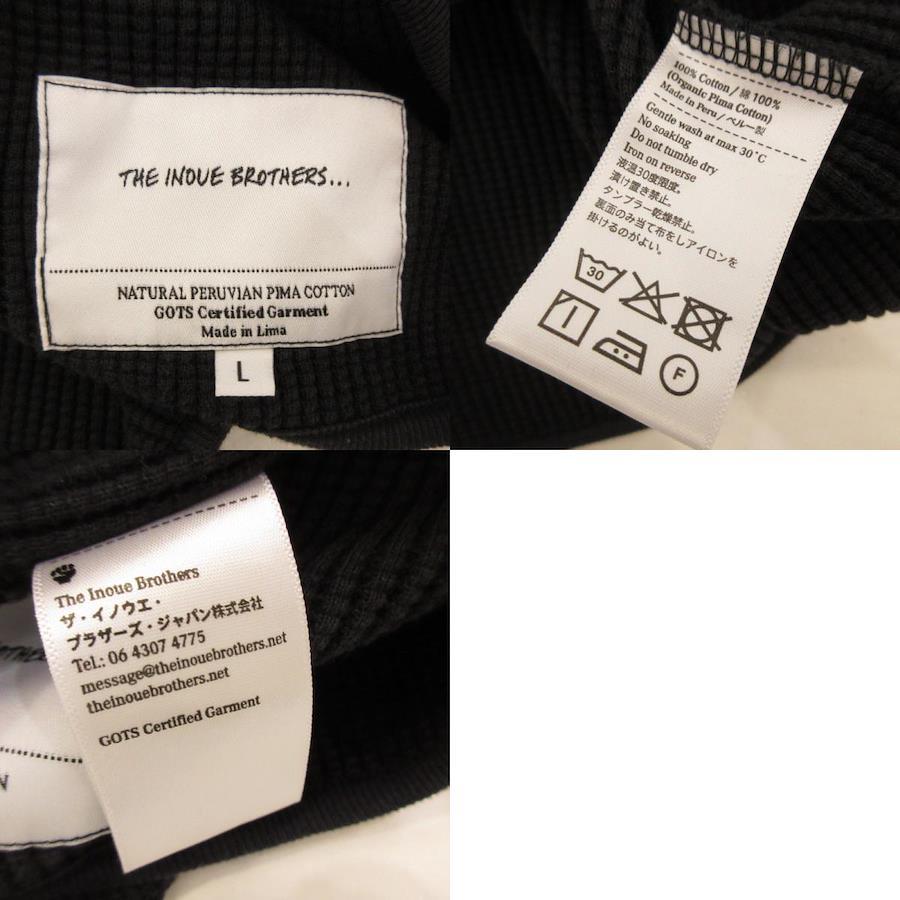 THE INOUE BROTHERS...
NATURAL PERUVIAN PIMA COTTON
GOTS Certified Garment
Made in Lima
L
100% Cotton / 綿 100%
(Organic Pima Cotton)
Made in Peru / ペルー製
Gentle wash at max 30°C
No soaking
Do not tumble dry
Iron on reverse
液温30度限度。
漬け置き禁止。
タンブラー乾燥禁止。
裏面のみ当て布をしアイロンを
掛けるのがよい。
30
F
The Inoue Brothers
ザ・イノウエ・
ブラザーズ・ジャパン株式会社
Tel.: 06 4307 4775
message@theinouebrothers.net
theinouebrothers.net
GOTS Certified Garment